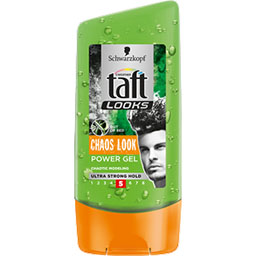 Schwarzkopf
taft
LOOKS
CHAOS LOOK
POWER GEL
CHAOTIC MODELING
ULTRA STRONG HOLD
1 2 3 4 5 6 7 8